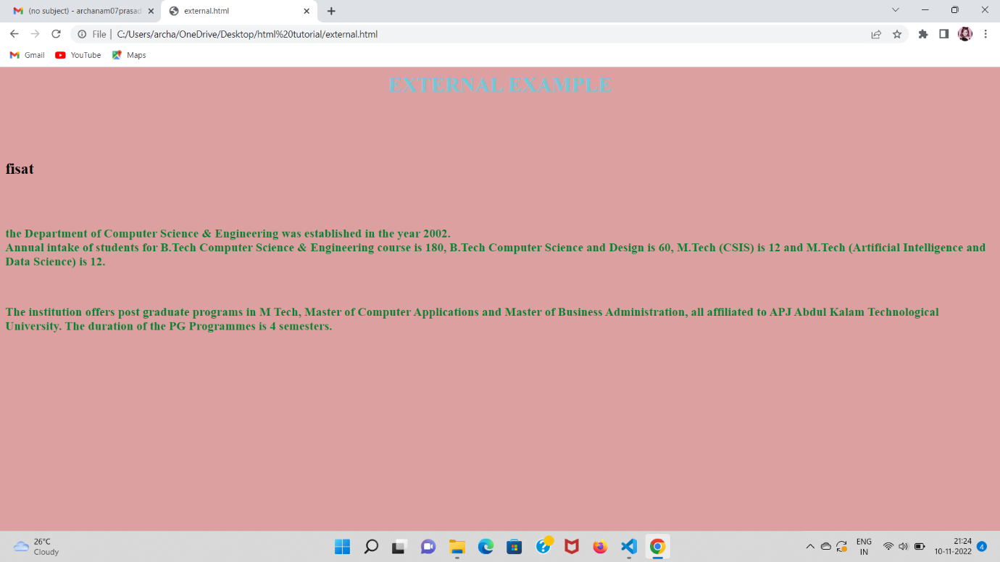 (no subject) - archanam07prasad
external.html
File | C:/Users/archa/OneDrive/Desktop/html%20tutorial/external.html
Gmail YouTube Maps
EXTERNAL EXAMPLE
fisat
the Department of Computer Science & Engineering was established in the year 2002.
Annual intake of students for B.Tech Computer Science & Engineering course is 180, B.Tech Computer Science and Design is 60, M.Tech (CSIS) is 12 and M.Tech (Artificial Intelligence and
Data Science) is 12.
The institution offers post graduate programs in M Tech, Master of Computer Applications and Master of Business Administration, all affiliated to APJ Abdul Kalam Technological
University. The duration of the PG Programmes is 4 semesters.
26°C
Cloudy
ENG
IN
21:24
10-11-2022
4